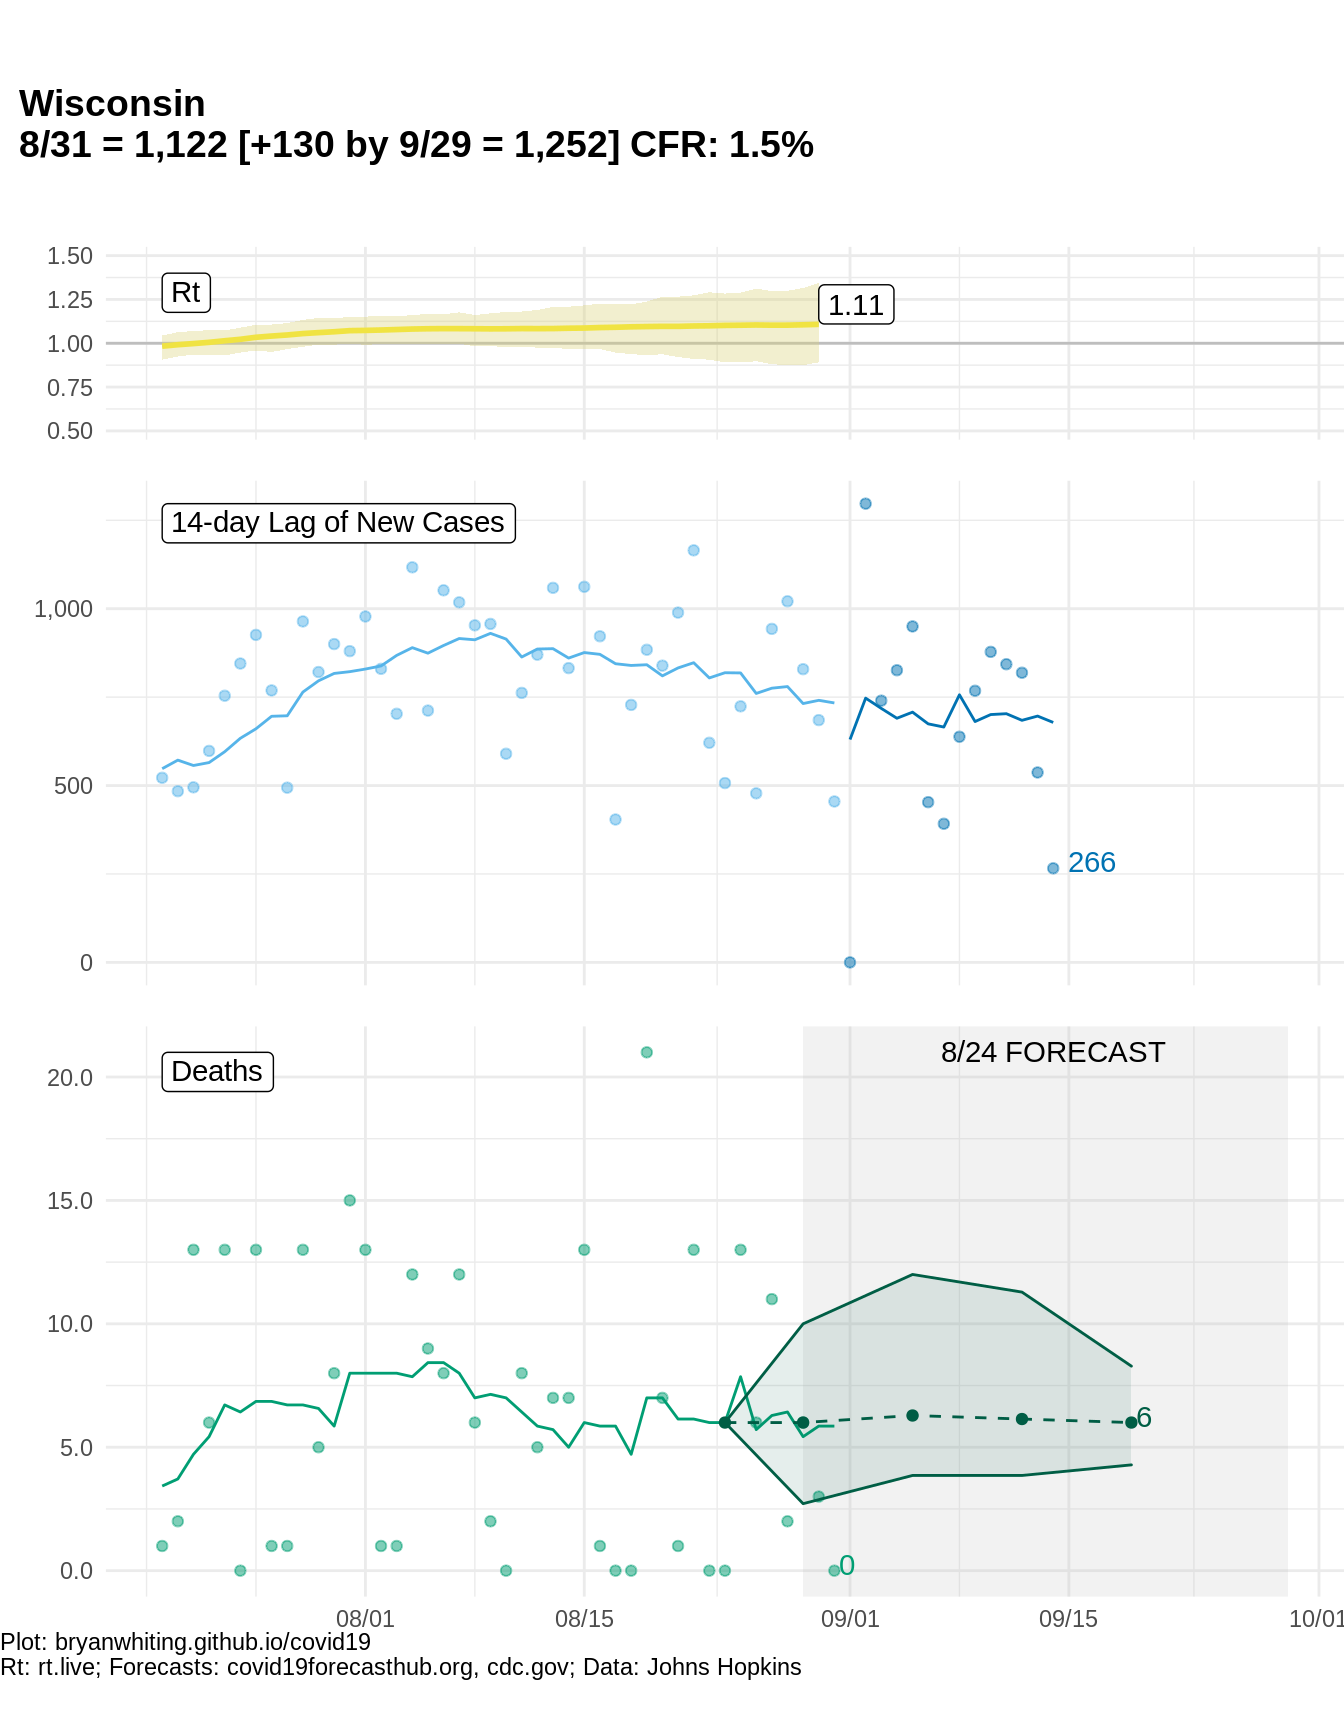 Wisconsin
8/31 = 1,122 [+130 by 9/29 = 1,252] CFR: 1.5%
1.50
1.25
1.00
0.75
0.50
Rt
1.11
14-day Lag of New Cases
1,000
500
0
266
Deaths
8/24 FORECAST
20.0
15.0
10.0
5.0
0.0
6
0
08/01
08/15
09/01
09/15
10/01
Plot: bryanwhiting.github.io/covid19
Rt: rt.live; Forecasts: covid19forecasthub.org, cdc.gov; Data: Johns Hopkins